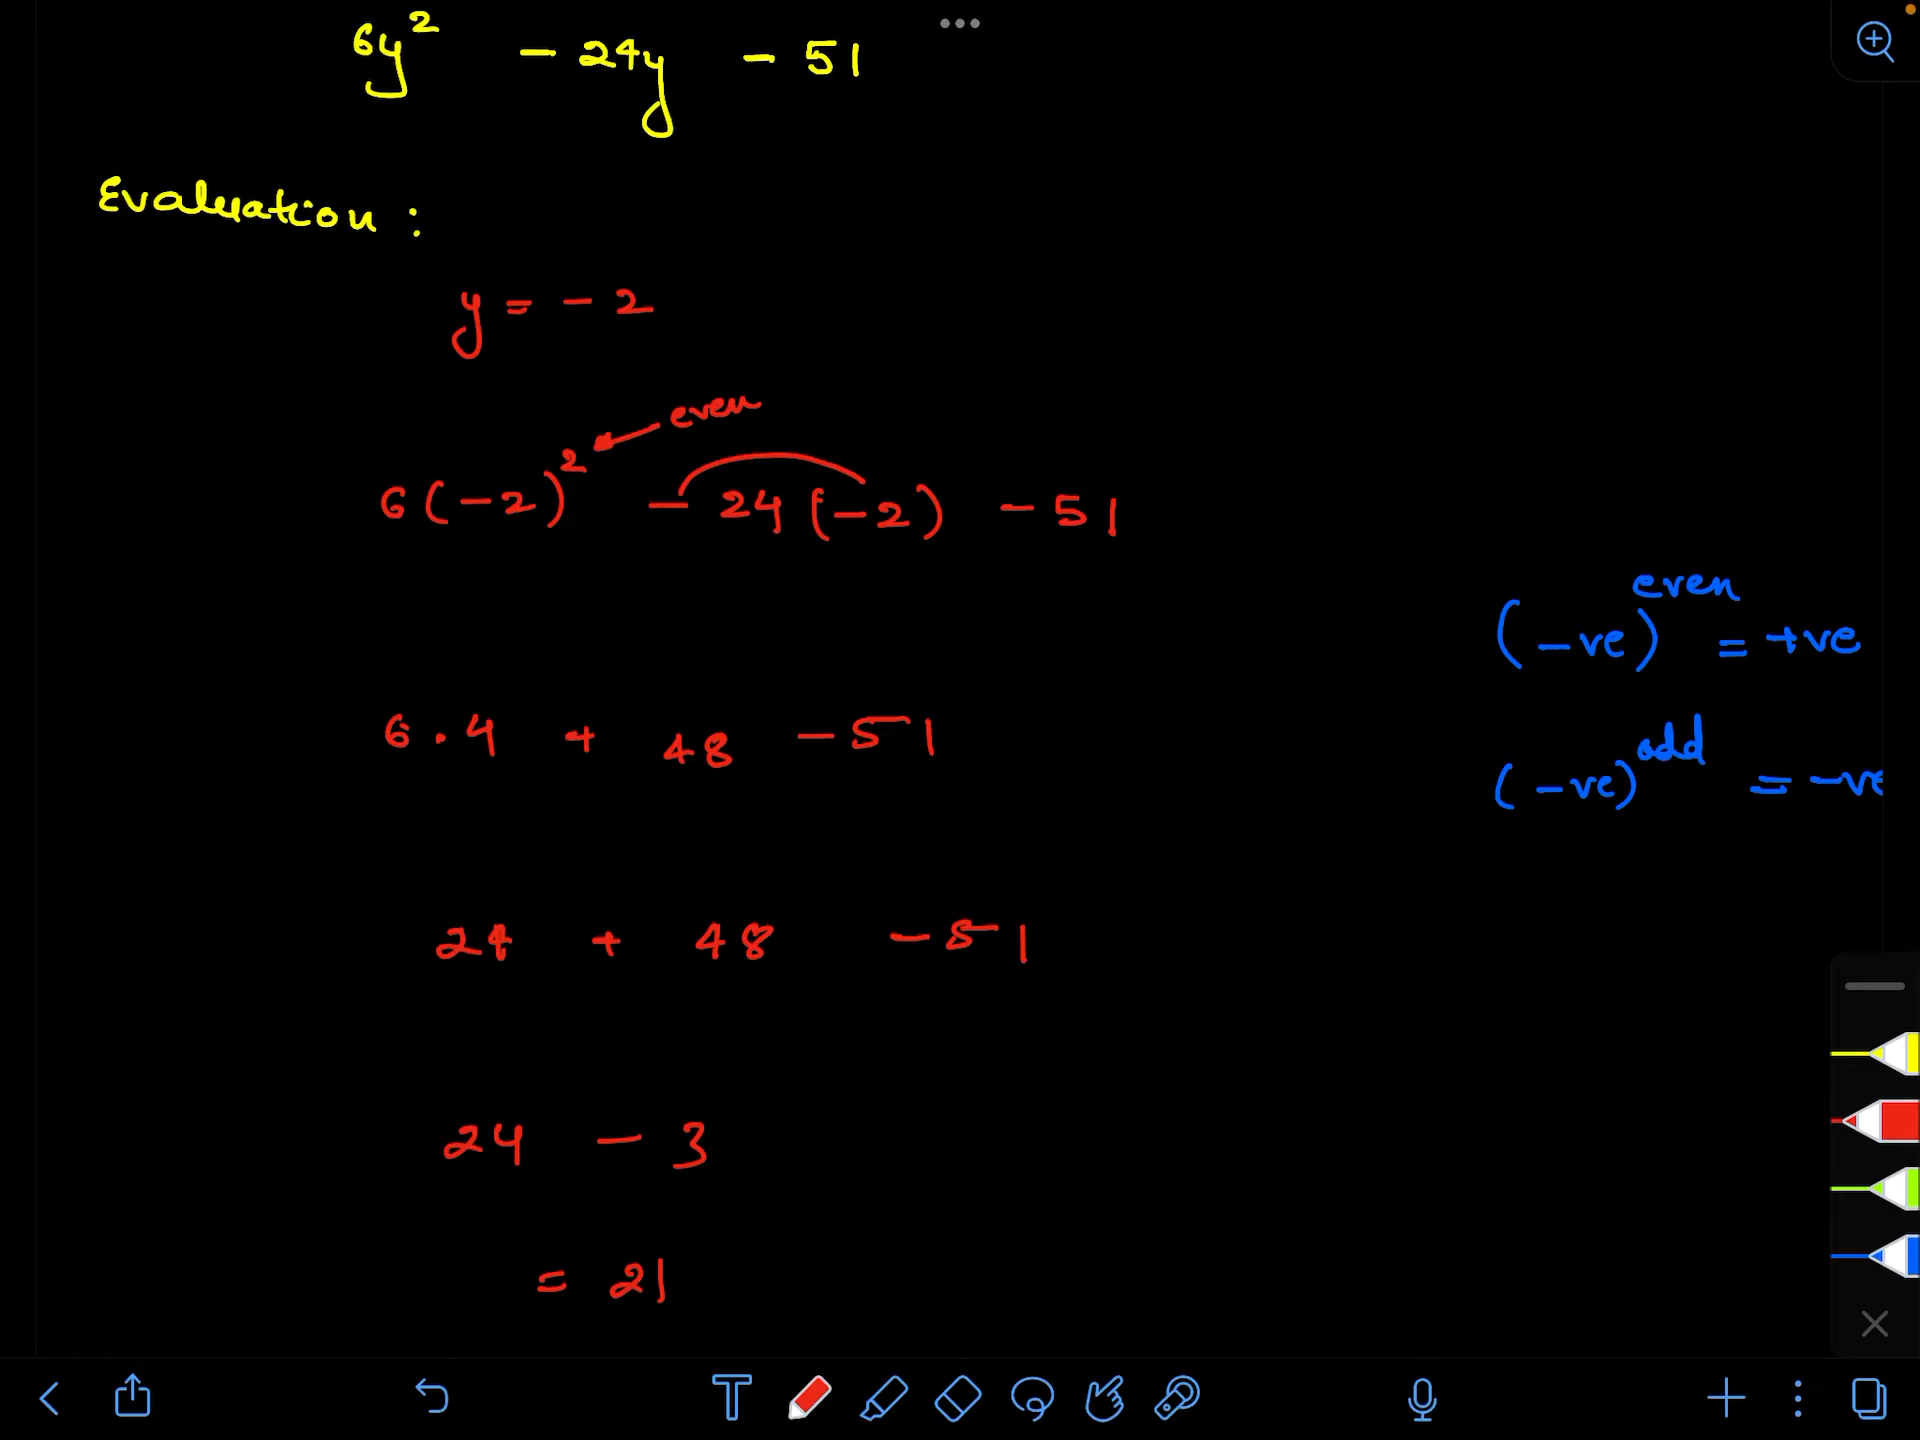 6y² - 24y - 51
Evaluation :
y = - 2
even
6(-2)² - 24(-2) - 51
even
(-ve) = +ve
6 . 4 + 48 - 51
odd
(-ve) = -ve
24 + 48 - 51
24 - 3
= 21